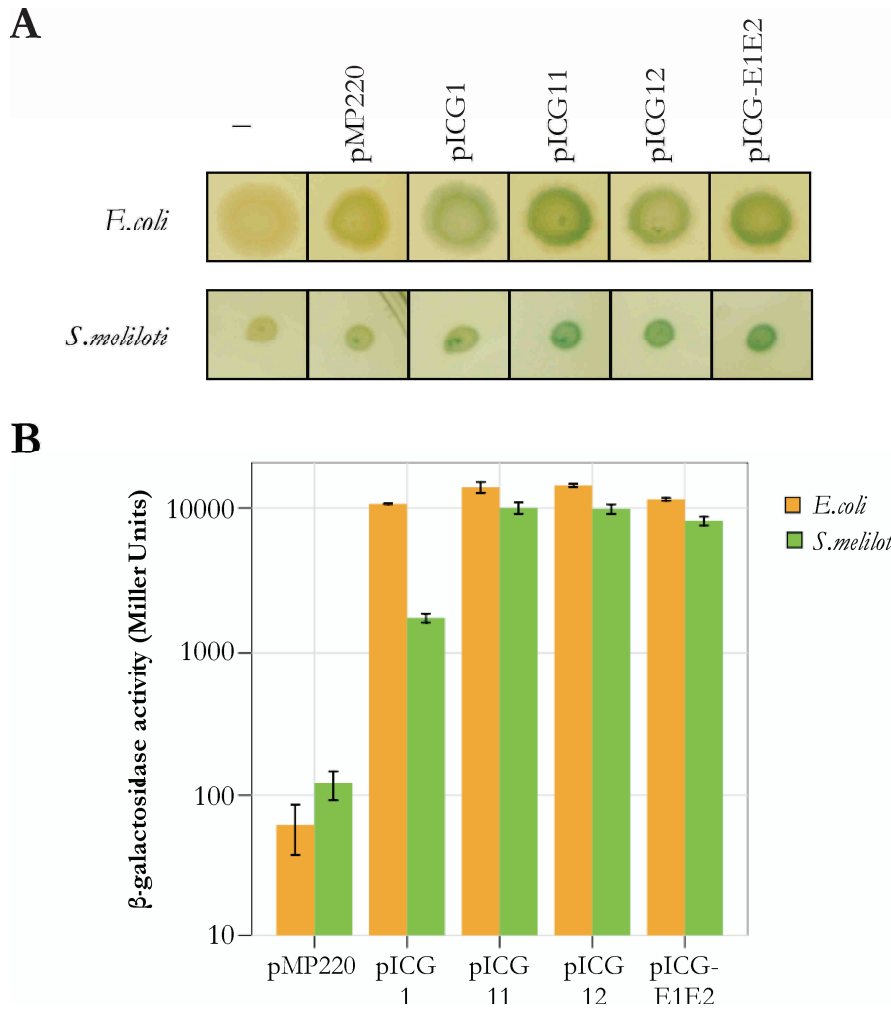 A
–
pMP220
pICG1
pICG11
pICG12
pICG-E1E2
E.coli
S.meliloti
B
β-galactosidase activity (Miller Units)
10000
1000
100
10
E.coli
S.melilot
pMP220
pICG
1
pICG
11
pICG
12
pICG-
E1E2